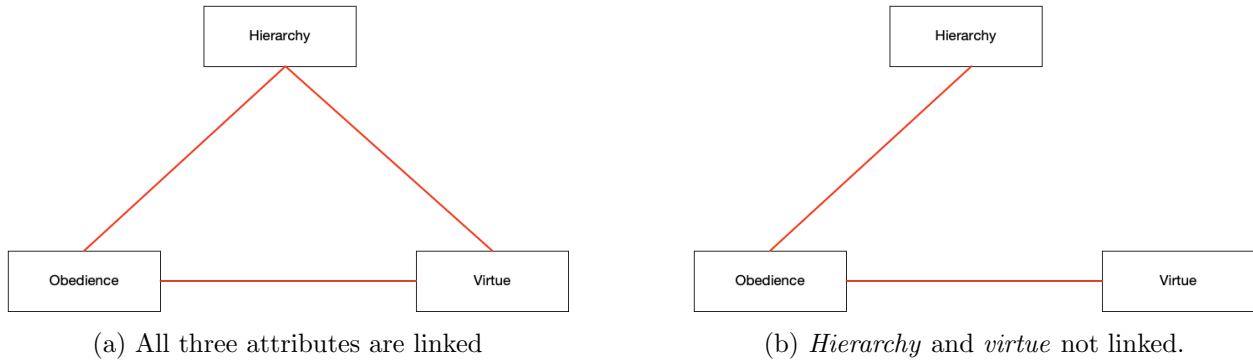 Hierarchy
Obedience
Virtue
(a) All three attributes are linked
Hierarchy
Obedience
Virtue
(b) Hierarchy and virtue not linked.